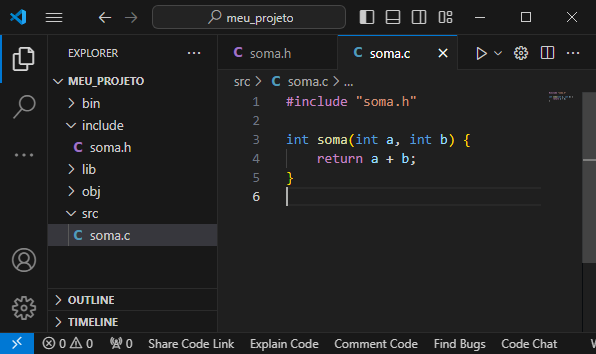 meu_projeto
EXPLORER
MEU_PROJETO
bin
include
C soma.h
lib
obj
src
C soma.c
OUTLINE
TIMELINE
C soma.h
C soma.c
src > C soma.c > ...
1 #include "soma.h"
2
3 int soma(int a, int b) {
4 return a + b;
5 }
6
0 0 0 Share Code Link Explain Code Comment Code Find Bugs Code Chat W